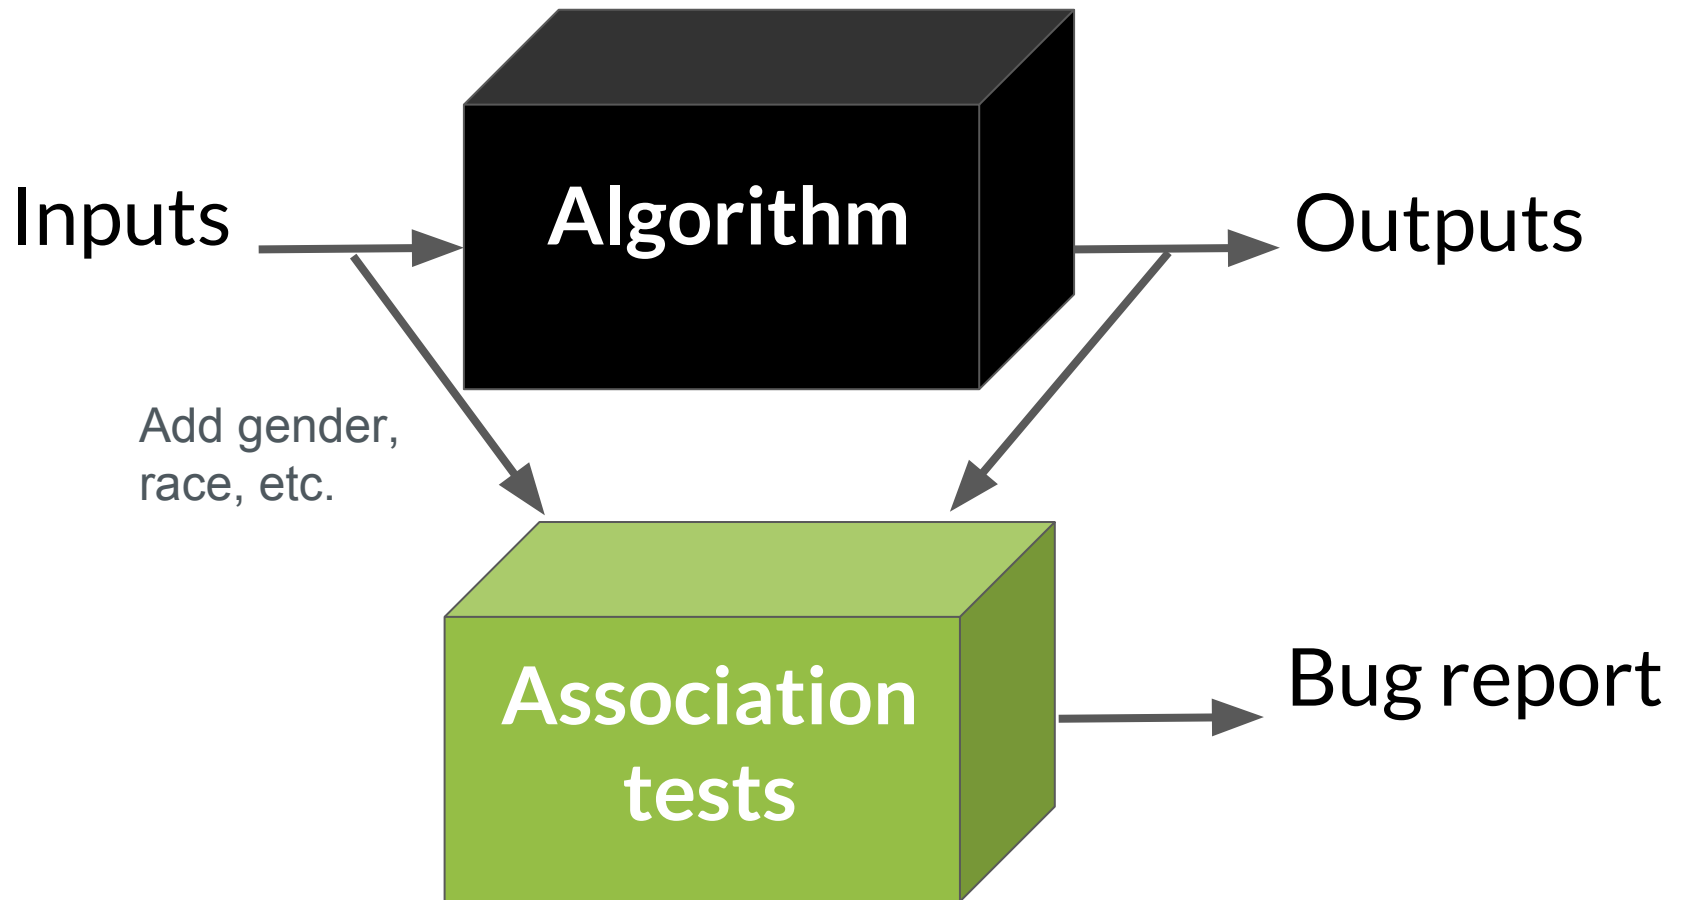 Inputs
Algorithm
Outputs
Add gender,
race, etc.
Association
tests
Bug report